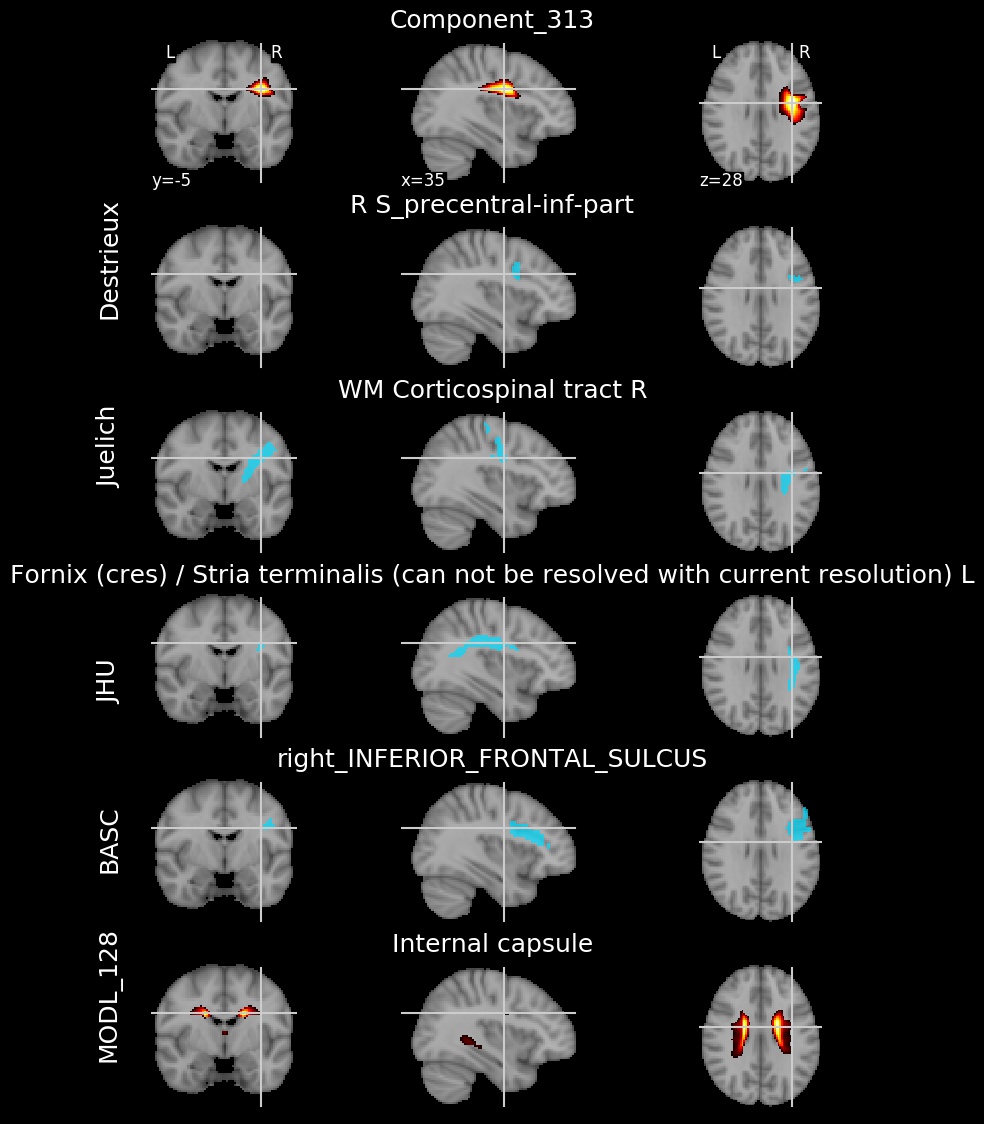 Component_313
L R L R
y=-5 x=35 z=28
R S_precentral-inf-part
Destrieux
WM Corticospinal tract R
Juelich
Fornix (cres) / Stria terminalis (can not be resolved with current resolution) L
JHU
right_INFERIOR_FRONTAL_SULCUS
BASC
Internal capsule
MODL_128